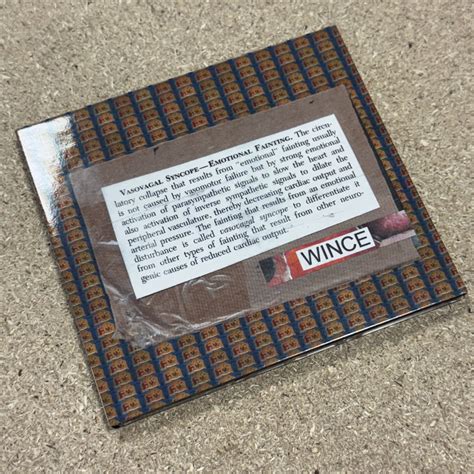 VASOVAGAL SYNCOPE—EMOTIONAL FAINTING. The circu-
latory collapse that results from "emotional" fainting usually
is not caused by vasomotor failure but by strong emotional
activation of parasympathetic signals to slow the heart and
also activation of inverse sympathetic signals to dilate the
peripheral vasculature, thereby decreasing cardiac output and
arterial pressure. The fainting that results from an emotional
disturbance is called vasovagal syncope to differentiate it
from other types of fainting that result from other neuro-
genic causes of reduced cardiac output.
WINCE